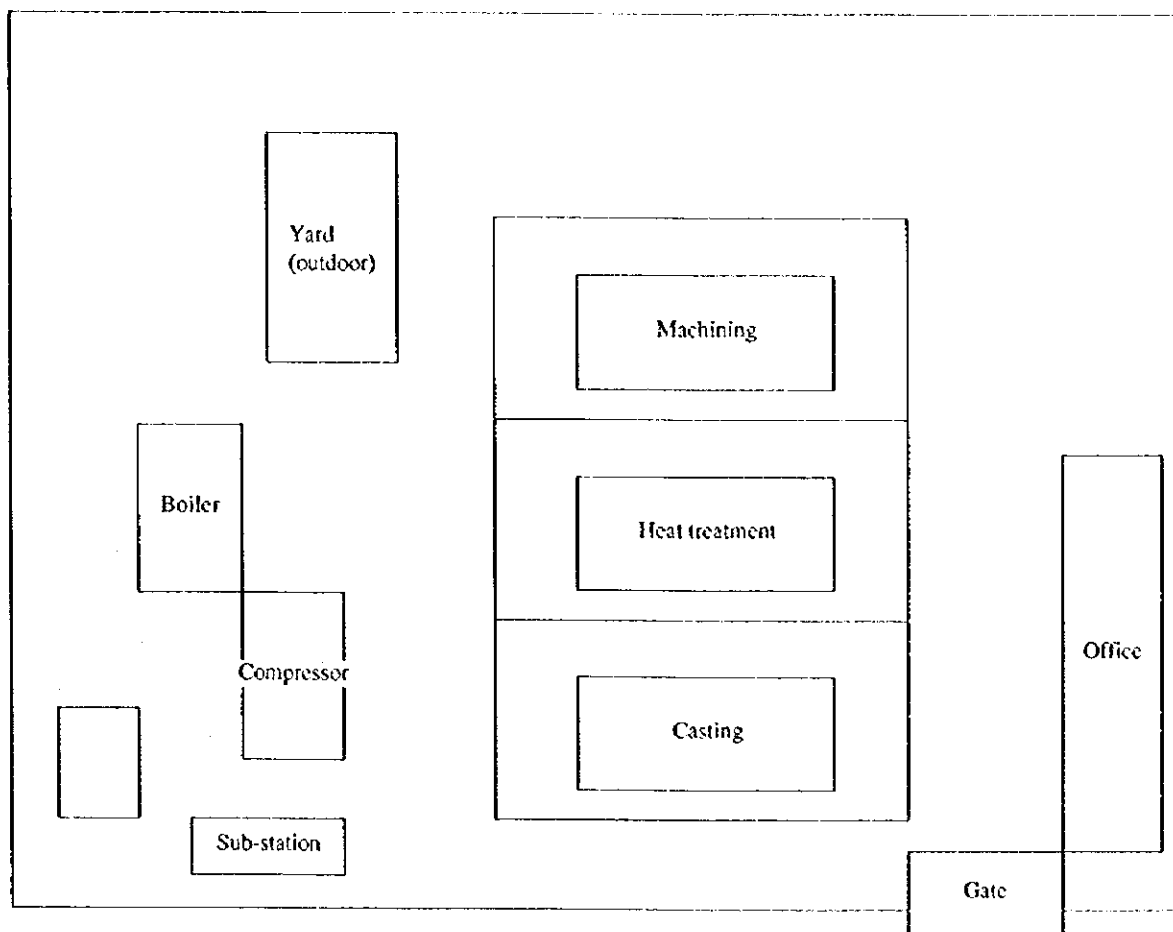 Yard
(outdoor)
Machining
Boiler
Heat treatment
Compressor
Office
Casting
Sub-station
Gate